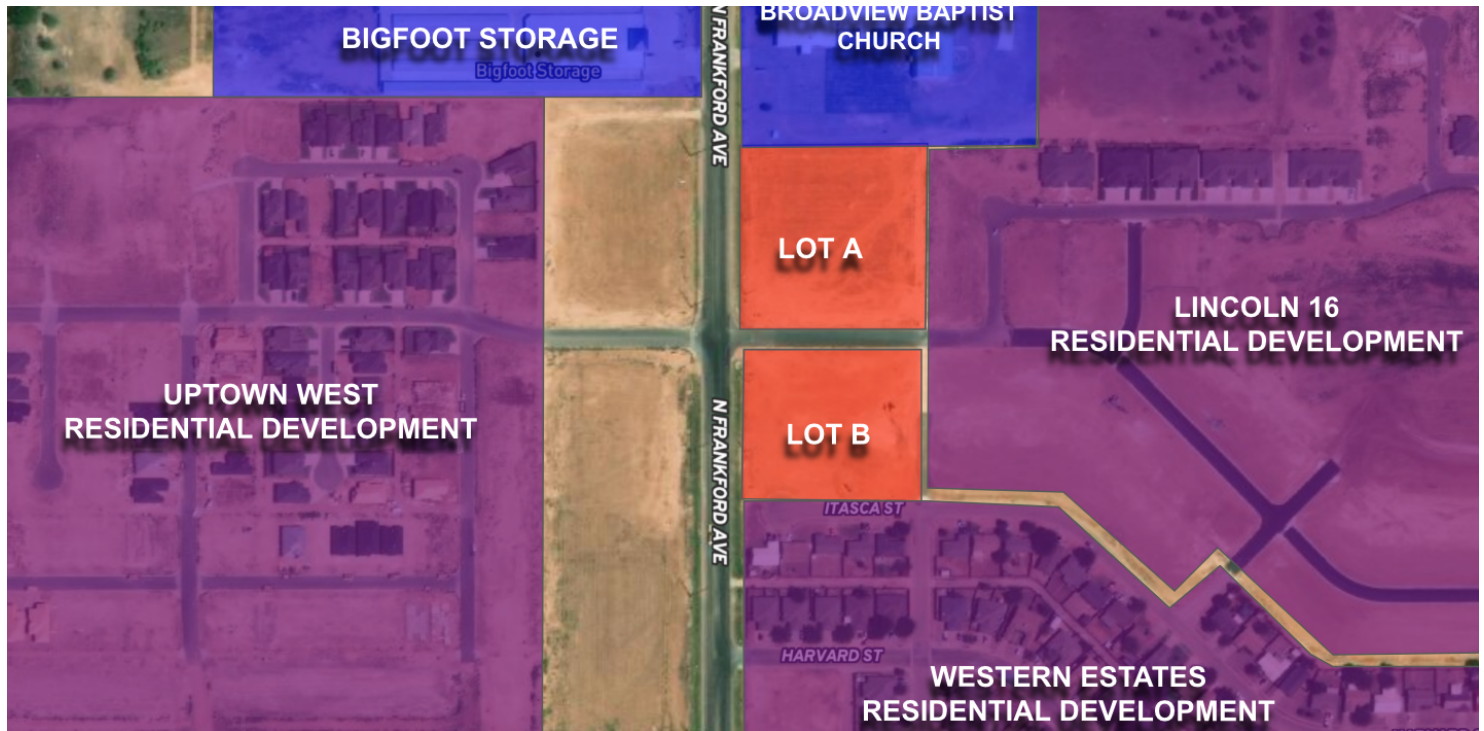 BIGFOOT STORAGE
Bigfoot Storage
N FRANKFORD AVE
BROADVIEW BAPTIST
CHURCH
LOT A
LINCOLN 16
RESIDENTIAL DEVELOPMENT
UPTOWN WEST
RESIDENTIAL DEVELOPMENT
N FRANKFORD AVE
LOT B
ITASCA ST
HARVARD ST
WESTERN ESTATES
RESIDENTIAL DEVELOPMENT